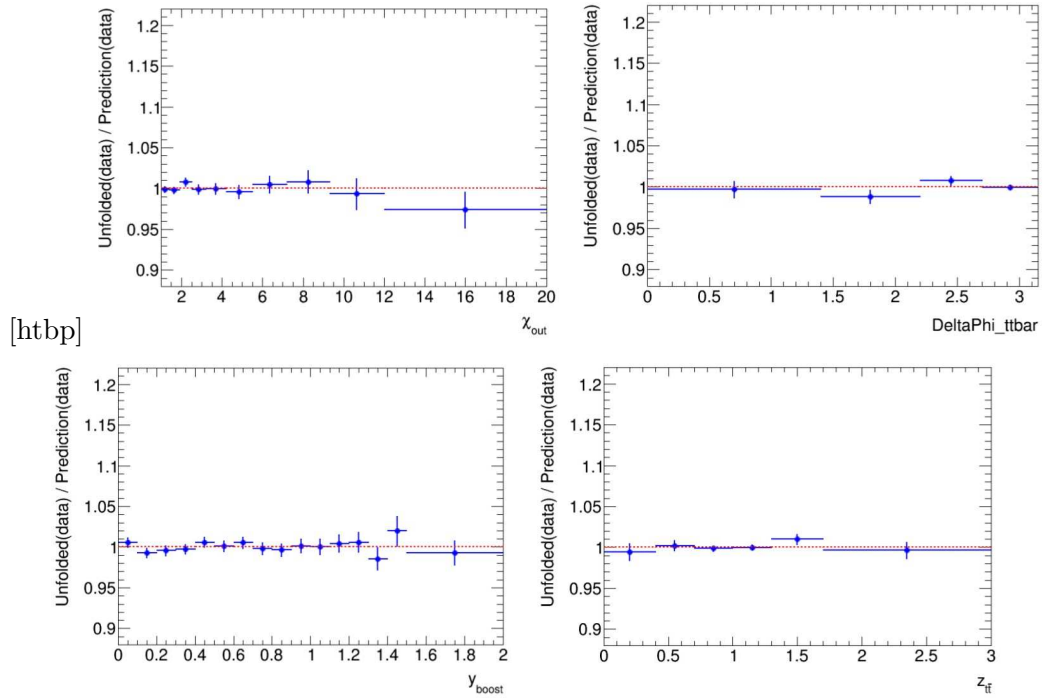 Unfolded(data) / Prediction(data)
1.2
1.15
1.1
1.05
1
0.95
0.9
2 4 6 8 10 12 14 16 18 20
χout
Unfolded(data) / Prediction(data)
1.2
1.15
1.1
1.05
1
0.95
0.9
0 0.5 1 1.5 2 2.5 3
DeltaPhi_ttbar
[htbp]
Unfolded(data) / Prediction(data)
1.2
1.15
1.1
1.05
1
0.95
0.9
0 0.2 0.4 0.6 0.8 1 1.2 1.4 1.6 1.8 2
yboost
Unfolded(data) / Prediction(data)
1.2
1.15
1.1
1.05
1
0.95
0.9
0 0.5 1 1.5 2 2.5 3
ztt̄